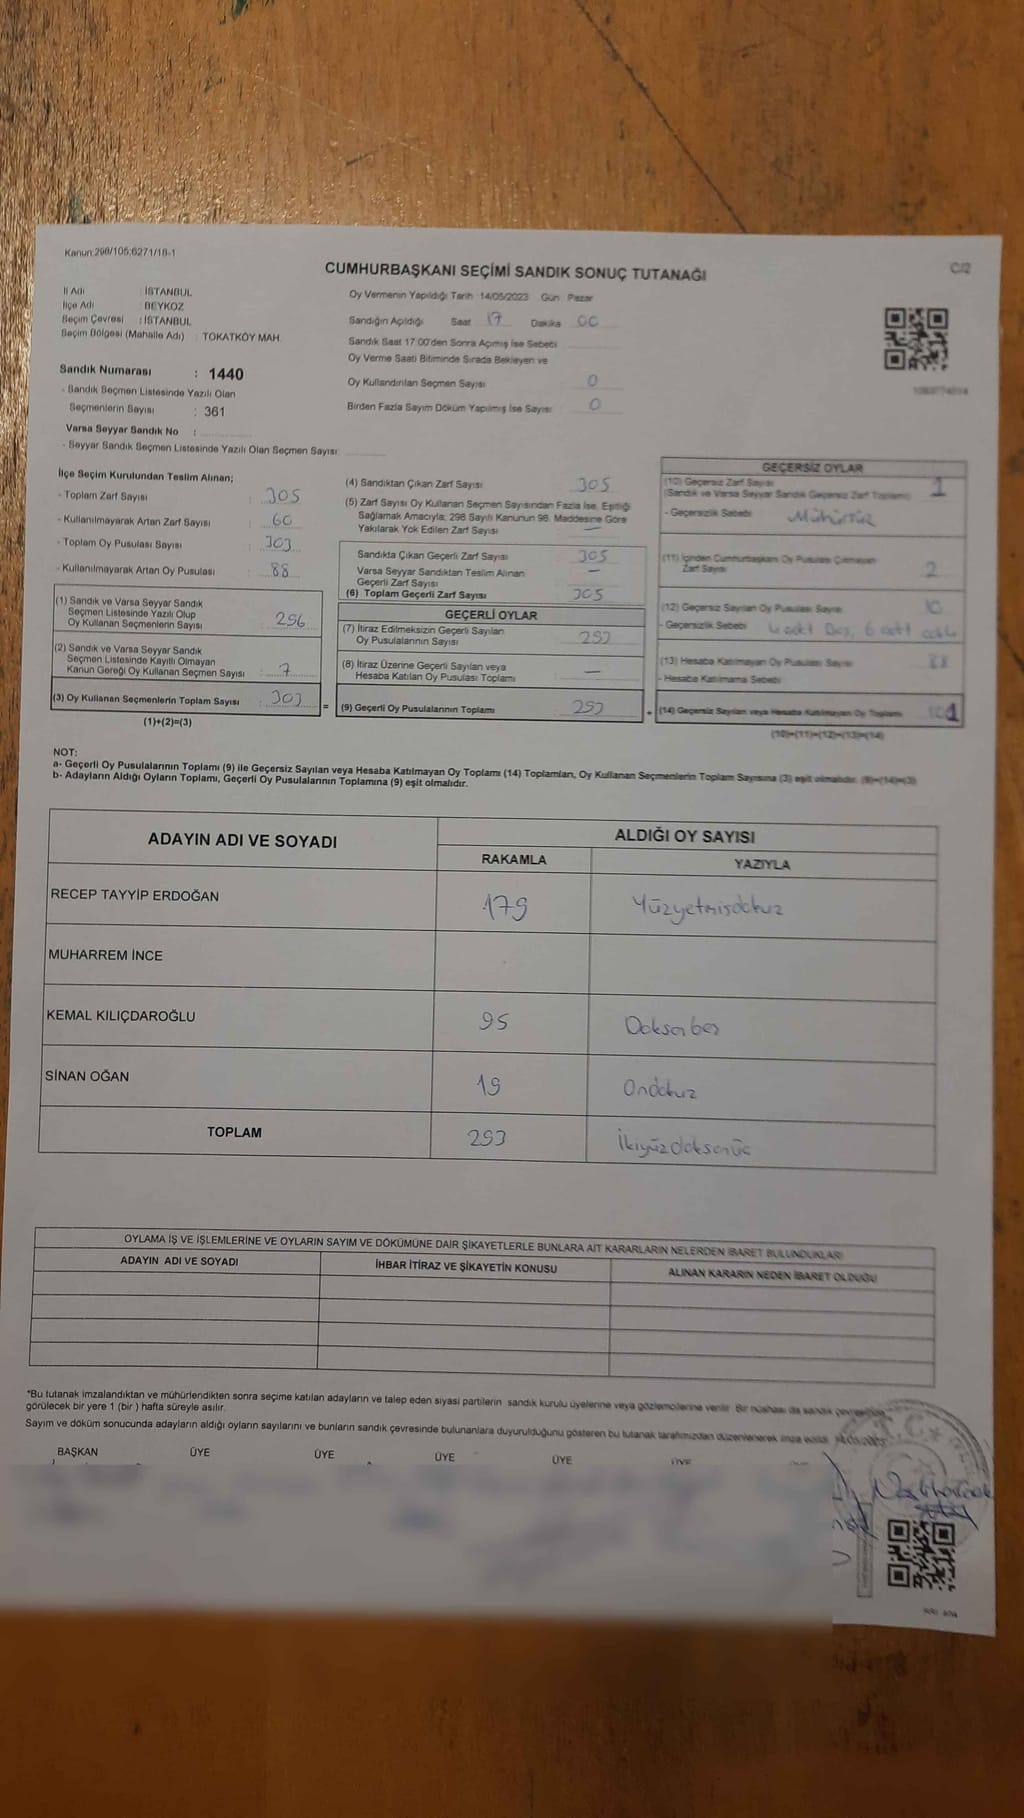 Kanun:298/105;6271/18-1
CUMHURBAŞKANI SEÇİMİ SANDIK SONUÇ TUTANAĞI
C/2
İl Adı : İSTANBUL
İlçe Adı : BEYKOZ
Seçim Çevresi : İSTANBUL
Seçim Bölgesi (Mahalle Adı) : TOKATKÖY MAH.
Sandık Numarası : 1440
- Sandık Seçmen Listesinde Yazılı Olan
Seçmenlerin Sayısı : 361
Varsa Seyyar Sandık No :
- Seyyar Sandık Seçmen Listesinde Yazılı Olan Seçmen Sayısı:
Oy Vermenin Yapıldığı Tarih 14/05/2023 Gün Pazar
Sandığın Açıldığı Saat 17 Dakika 00
Sandık Saat 17:00'den Sonra Açımış İse Sebebi
Oy Verme Saati Bitiminde Sırada Bekleyen ve
Oy Kullandırılan Seçmen Sayısı 0
Birden Fazla Sayım Döküm Yapılmış İse Sayısı 0
İlçe Seçim Kurulundan Teslim Alınan;
- Toplam Zarf Sayısı : 305
- Kullanılmayarak Artan Zarf Sayısı : 60
- Toplam Oy Pusulası Sayısı : 303
- Kullanılmayarak Artan Oy Pusulası : 88
(1) Sandık ve Varsa Seyyar Sandık
Seçmen Listesinde Yazılı Olup
Oy Kullanan Seçmenlerin Sayısı : 296
(2) Sandık ve Varsa Seyyar Sandık
Seçmen Listesinde Kayıtlı Olmayan
Kanun Gereği Oy Kullanan Seçmen Sayısı : 7
(3) Oy Kullanan Seçmenlerin Toplam Sayısı : 303
(1)+(2)=(3)
(4) Sandıktan Çıkan Zarf Sayısı 305
(5) Zarf Sayısı Oy Kullanan Seçmen Sayısından Fazla İse, Eşitliği
Sağlamak Amacıyla; 298 Sayılı Kanunun 98. Maddesine Göre
Yakılarak Yok Edilen Zarf Sayısı —
Sandıkta Çıkan Geçerli Zarf Sayısı 305
Varsa Seyyar Sandıktan Teslim Alınan
Geçerli Zarf Sayısı —
(6) Toplam Geçerli Zarf Sayısı 305
GEÇERLİ OYLAR
(7) İtiraz Edilmeksizin Geçerli Sayılan
Oy Pusulalarının Sayısı 293
(8) İtiraz Üzerine Geçerli Sayılan veya
Hesaba Katılan Oy Pusulası Toplamı —
= (9) Geçerli Oy Pusulalarının Toplamı 293
GEÇERSİZ OYLAR
(10) Geçersiz Zarf Sayısı
(Sandık ve Varsa Seyyar Sandık Geçersiz Zarf Toplamı) 1
- Geçersizlik Sebebi Mühürsüz
(11) İçinden Cumhurbaşkanı Oy Pusulası Çıkmayan
Zarf Sayısı 2
(12) Geçersiz Sayılan Oy Pusulası Sayısı 10
- Geçersizlik Sebebi 4 adet Boş, 6 adet
(13) Hesaba Katılmayan Oy Pusulası Sayısı 88
- Hesaba Katılmama Sebebi
+ (14) Geçersiz Sayılan veya Hesaba Katılmayan Oy Toplamı 101
(10)+(11)+(12)+(13)=(14)
NOT:
a- Geçerli Oy Pusulalarının Toplamı (9) ile Geçersiz Sayılan veya Hesaba Katılmayan Oy Toplamı (14) Toplamları, Oy Kullanan Seçmenlerin Toplam Sayısına (3) eşit olmalıdır. (9)+(14)=(3)
b- Adayların Aldığı Oyların Toplamı, Geçerli Oy Pusulalarının Toplamına (9) eşit olmalıdır.
ADAYIN ADI VE SOYADI
ALDIĞI OY SAYISI
RAKAMLA YAZIYLA
RECEP TAYYİP ERDOĞAN 179 Yüzyetmişdokuz
MUHARREM İNCE
KEMAL KILIÇDAROĞLU 95 Doksanbeş
SİNAN OĞAN 19 Ondokuz
TOPLAM 293 İkiyüzdoksanüç
OYLAMA İŞ VE İŞLEMLERİNE VE OYLARIN SAYIM VE DÖKÜMÜNE DAİR ŞİKAYETLERLE BUNLARA AİT KARARLARIN NELERDEN İBARET BULUNDUKLARI
ADAYIN ADI VE SOYADI İHBAR İTİRAZ VE ŞİKAYETİN KONUSU ALINAN KARARIN NEDEN İBARET OLDUĞU
*Bu tutanak imzalandıktan ve mühürlendikten sonra seçime katılan adayların ve talep eden siyasi partilerin sandık kurulu üyelerine veya gözlemcilerine verilir. Bir nüshası da sandık çevresinde
görülecek bir yere 1 (bir ) hafta süreyle asılır.
Sayım ve döküm sonucunda adayların aldığı oyların sayılarını ve bunların sandık çevresinde bulunanlara duyurulduğunu gösteren bu tutanak tarafımızdan düzenlenerek imza edildi. 14/05/2023
BAŞKAN ÜYE ÜYE ÜYE ÜYE ÜYE